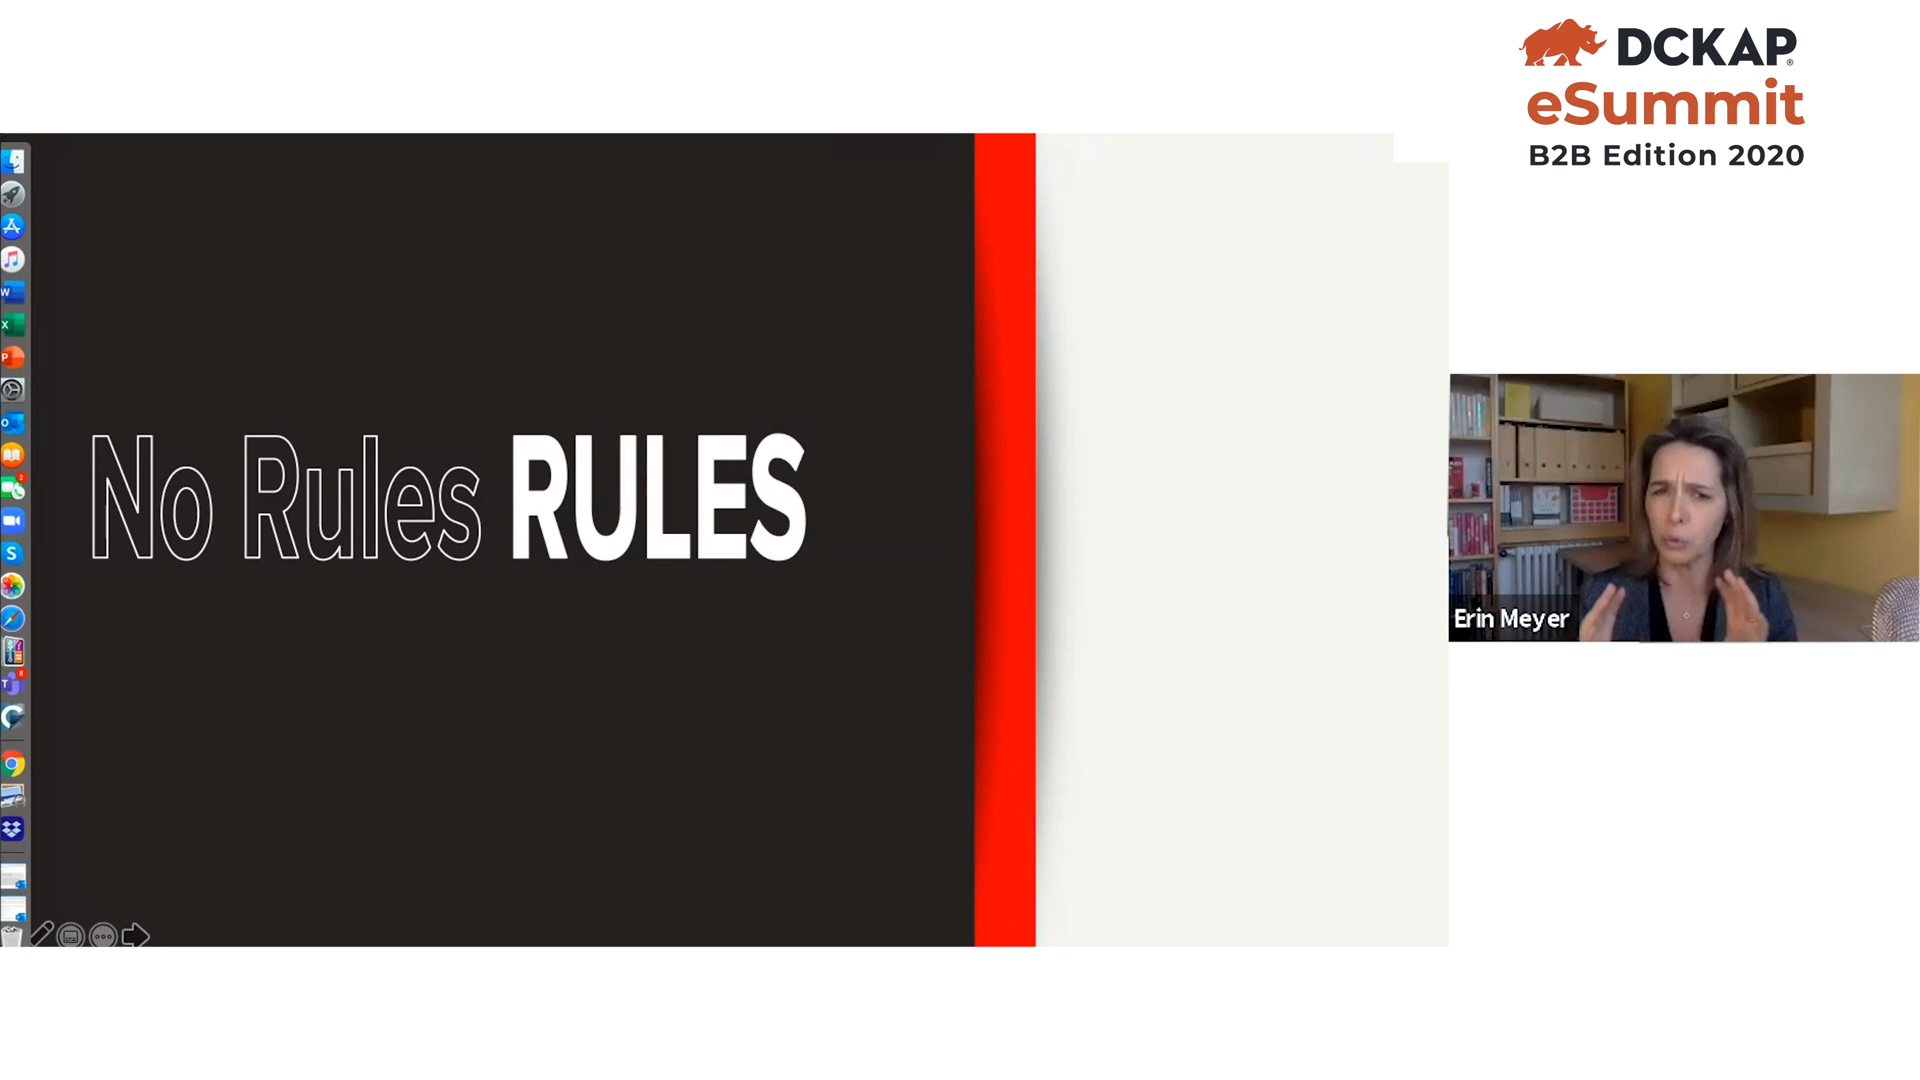 DCKAP®
eSummit
B2B Edition 2020
No Rules RULES
Erin Meyer